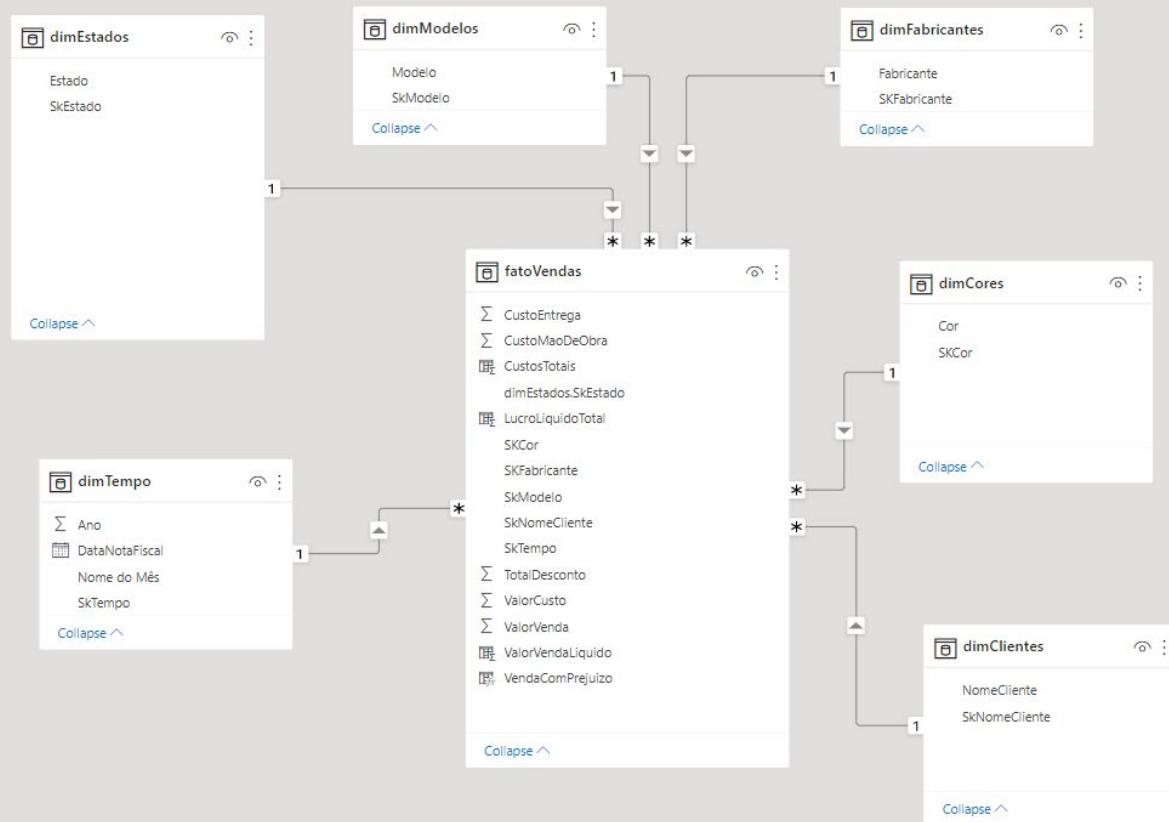 dimEstados
Estado
SkEstado
Collapse
dimModelos
Modelo
SkModelo
Collapse
dimFabricantes
Fabricante
SKFabricante
Collapse
1
*
1
*
1
*
fatoVendas
CustoEntrega
CustoMaoDeObra
CustosTotais
dimEstados.SkEstado
LucroLiquidoTotal
SKCor
SKFabricante
SkModelo
SkNomeCliente
SkTempo
TotalDesconto
ValorCusto
ValorVenda
ValorVendaLiquido
VendaComPrejuizo
Collapse
dimCores
Cor
SKCor
Collapse
1
*
dimTempo
Ano
DataNotaFiscal
Nome do Mês
SkTempo
Collapse
1
*
dimClientes
NomeCliente
SkNomeCliente
Collapse
1
*